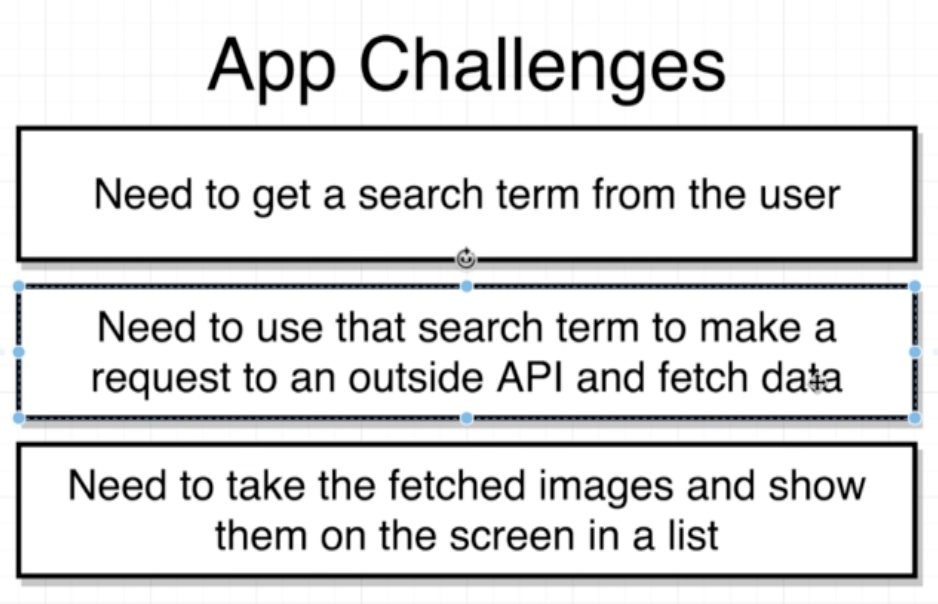 App Challenges
Need to get a search term from the user
Need to use that search term to make a
request to an outside API and fetch data
Need to take the fetched images and show
them on the screen in a list